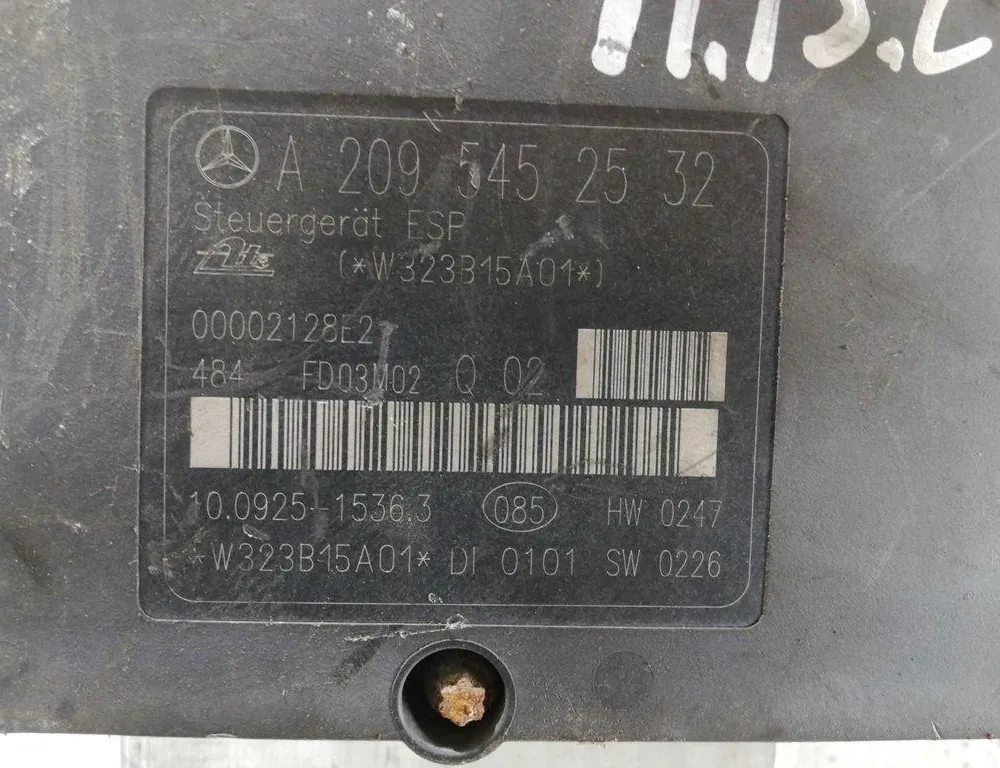 A 209 545 25 32
Steuergerät ESP
Ate (*W323B15A01*)
00002128E2
484 FD03M02 Q 02
10.0925-1536.3 085 HW 0247
*W323B15A01* DI 0101 SW 0226